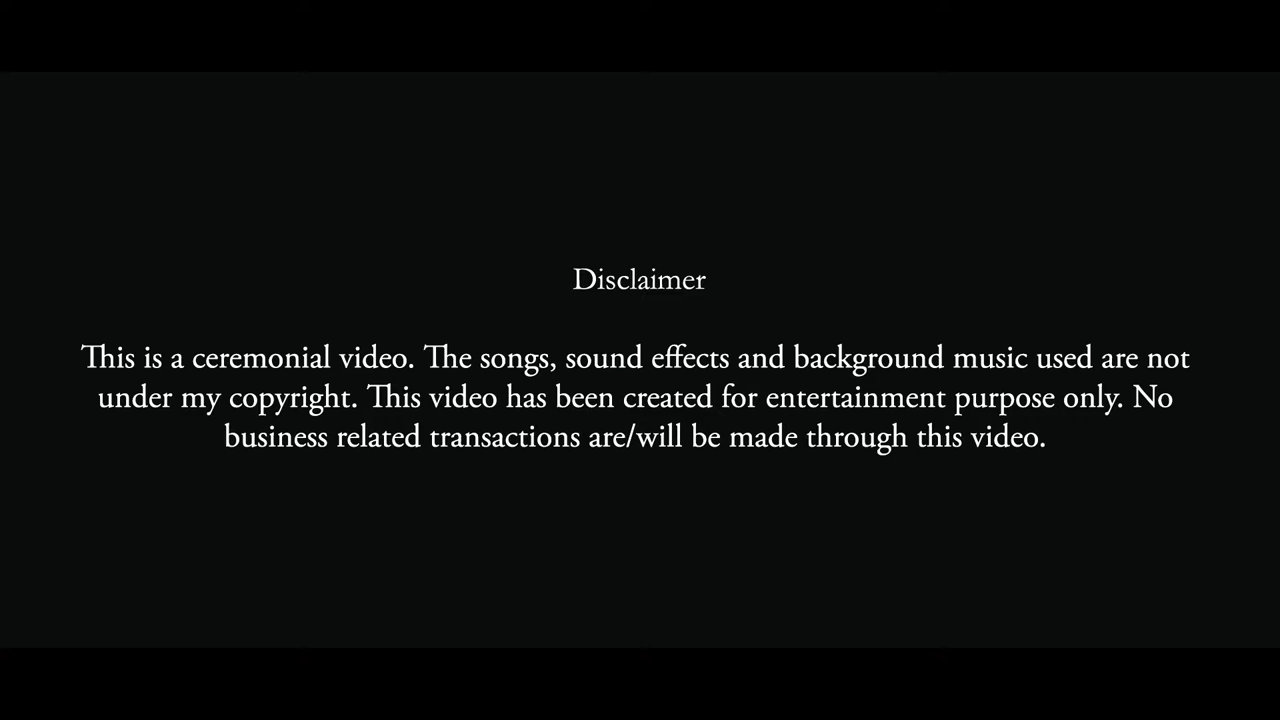 Disclaimer
This is a ceremonial video. The songs, sound effects and background music used are not
under my copyright. This video has been created for entertainment purpose only. No
business related transactions are/will be made through this video.